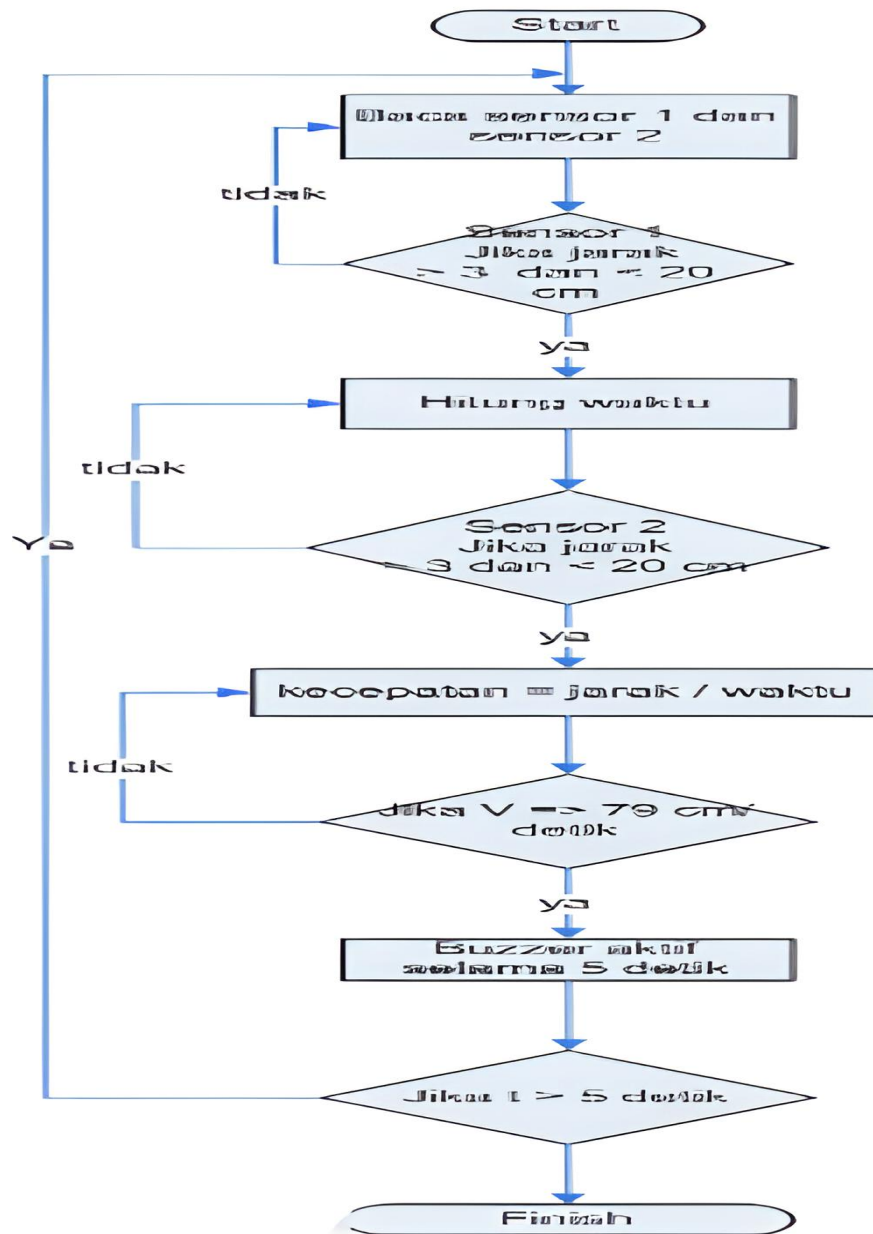 Start
Baca sensor 1 dan
sensor 2
tidak
Sensor 1
Jika jarak
> 3 dan < 20
cm
ya
Hitung waktu
tidak
Sensor 2
Jika jarak
> 3 dan < 20 cm
Ya
ya
kecepatan = jarak / waktu
tidak
Jika V => 79 cm/
detik
ya
Buzzer aktif
selama 5 detik
Jika t > 5 detik
Finish